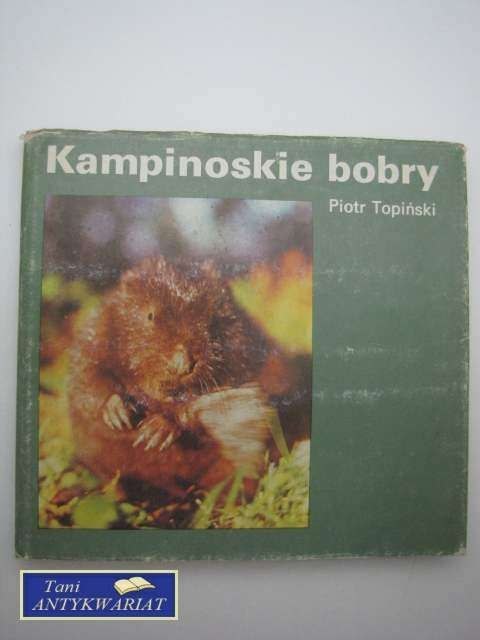 Kampinoskie bobry
Piotr Topiński
Tani
ANTYKWARIAT